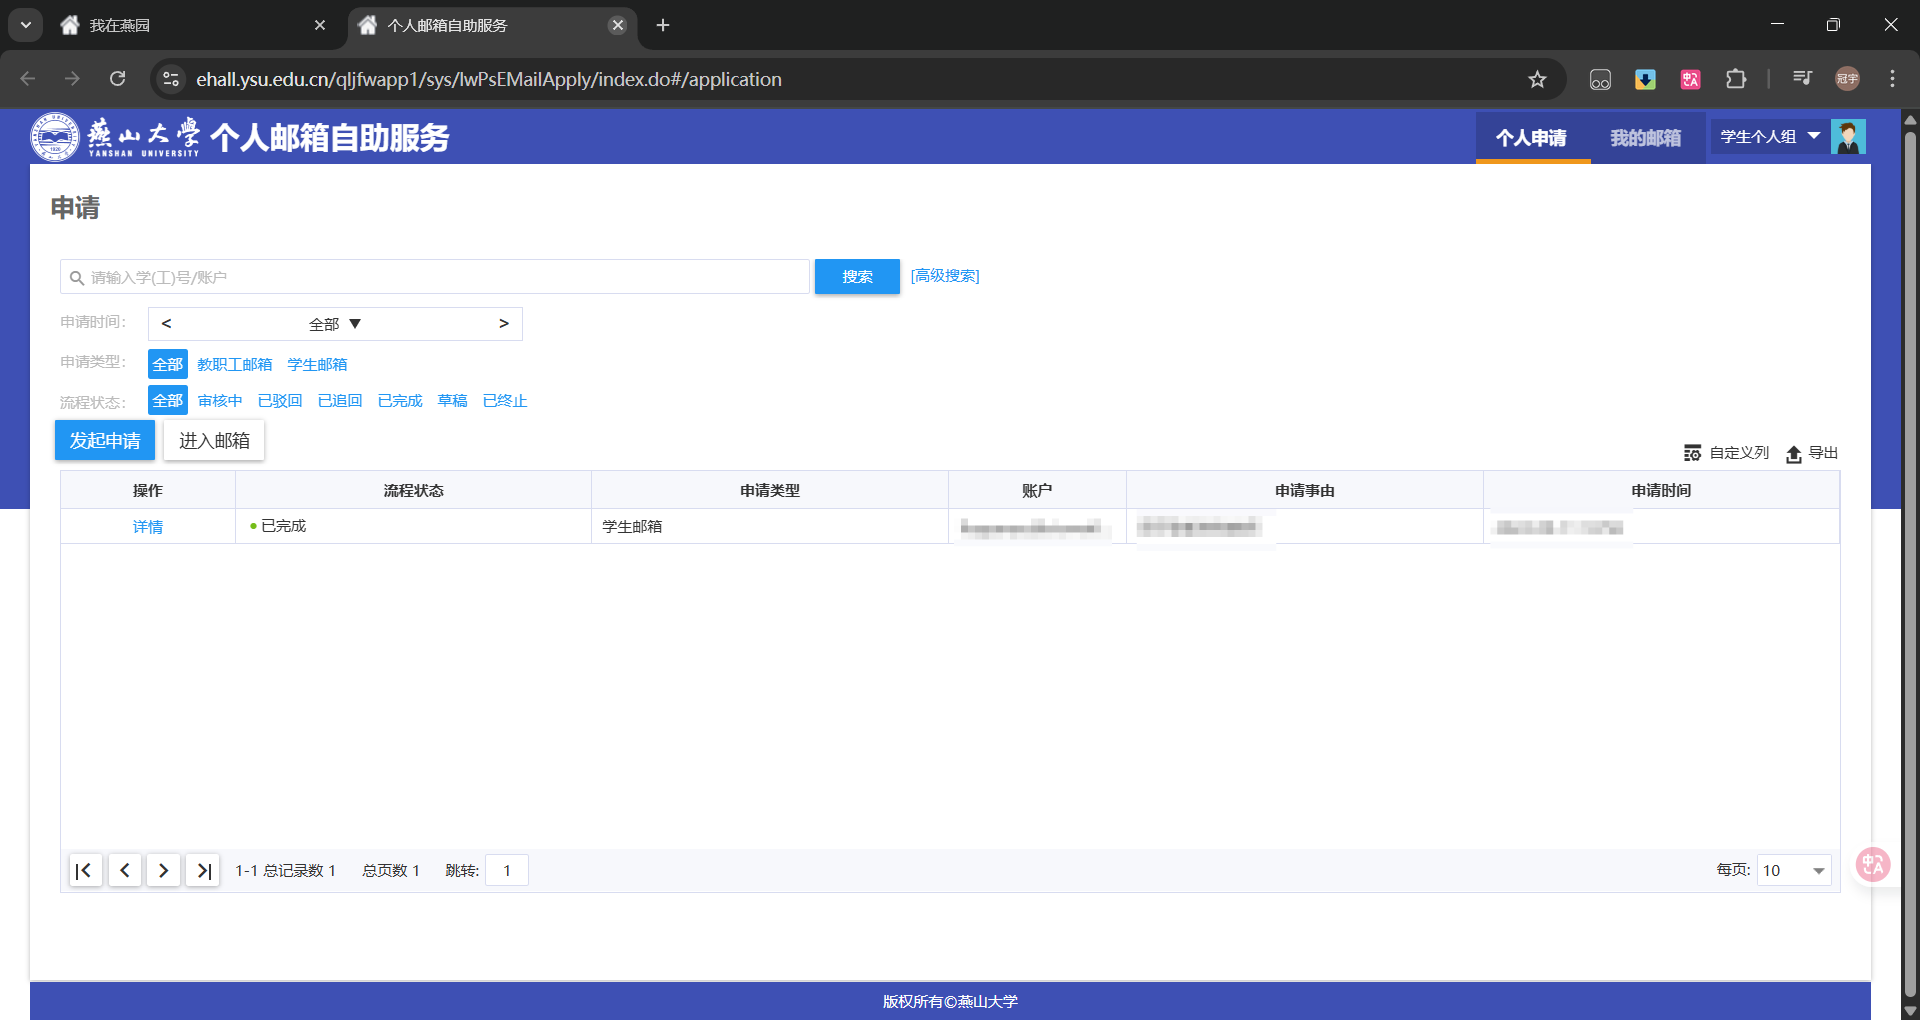 我在燕园
个人邮箱自助服务
ehall.ysu.edu.cn/qljfwapp1/sys/lwPsEMailApply/index.do#/application
冠宇
燕山大学
YANSHAN UNIVERSITY
个人邮箱自助服务
个人申请
我的邮箱
学生个人组
申请
请输入学(工)号/账户
搜索
[高级搜索]
申请时间:
< 全部 ▼ >
申请类型:
全部 教职工邮箱 学生邮箱
流程状态:
全部 审核中 已驳回 已追回 已完成 草稿 已终止
发起申请 进入邮箱
自定义列 导出
操作 流程状态 申请类型 账户 申请事由 申请时间
详情 已完成 学生邮箱
1-1 总记录数 1 总页数 1 跳转: 1
每页: 10
版权所有©燕山大学